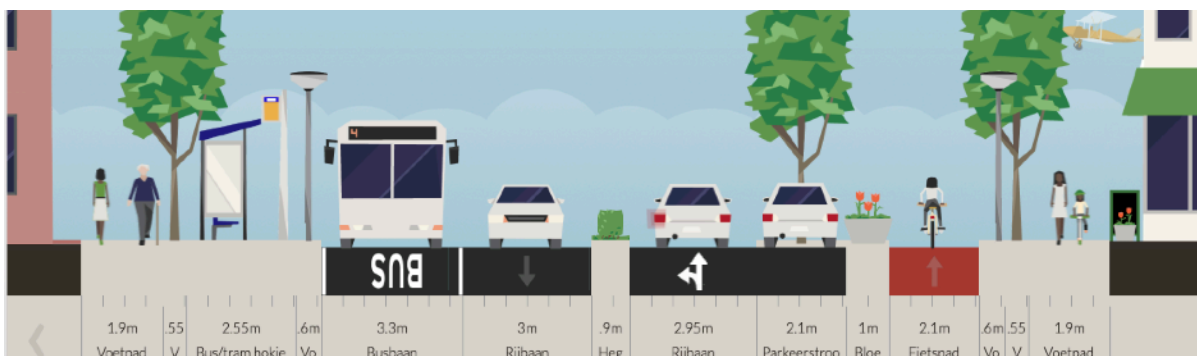 4
BUS
1.9m .55 2.55m .6m 3.3m 3m .9m 2.95m 2.1m 1m 2.1m .6m .55 1.9m
Voetpad V Bus/tram hokje Vo Busbaan Rijbaan Heg Rijbaan Parkeerstroo Bloe Fietspad Vo V Voetpad